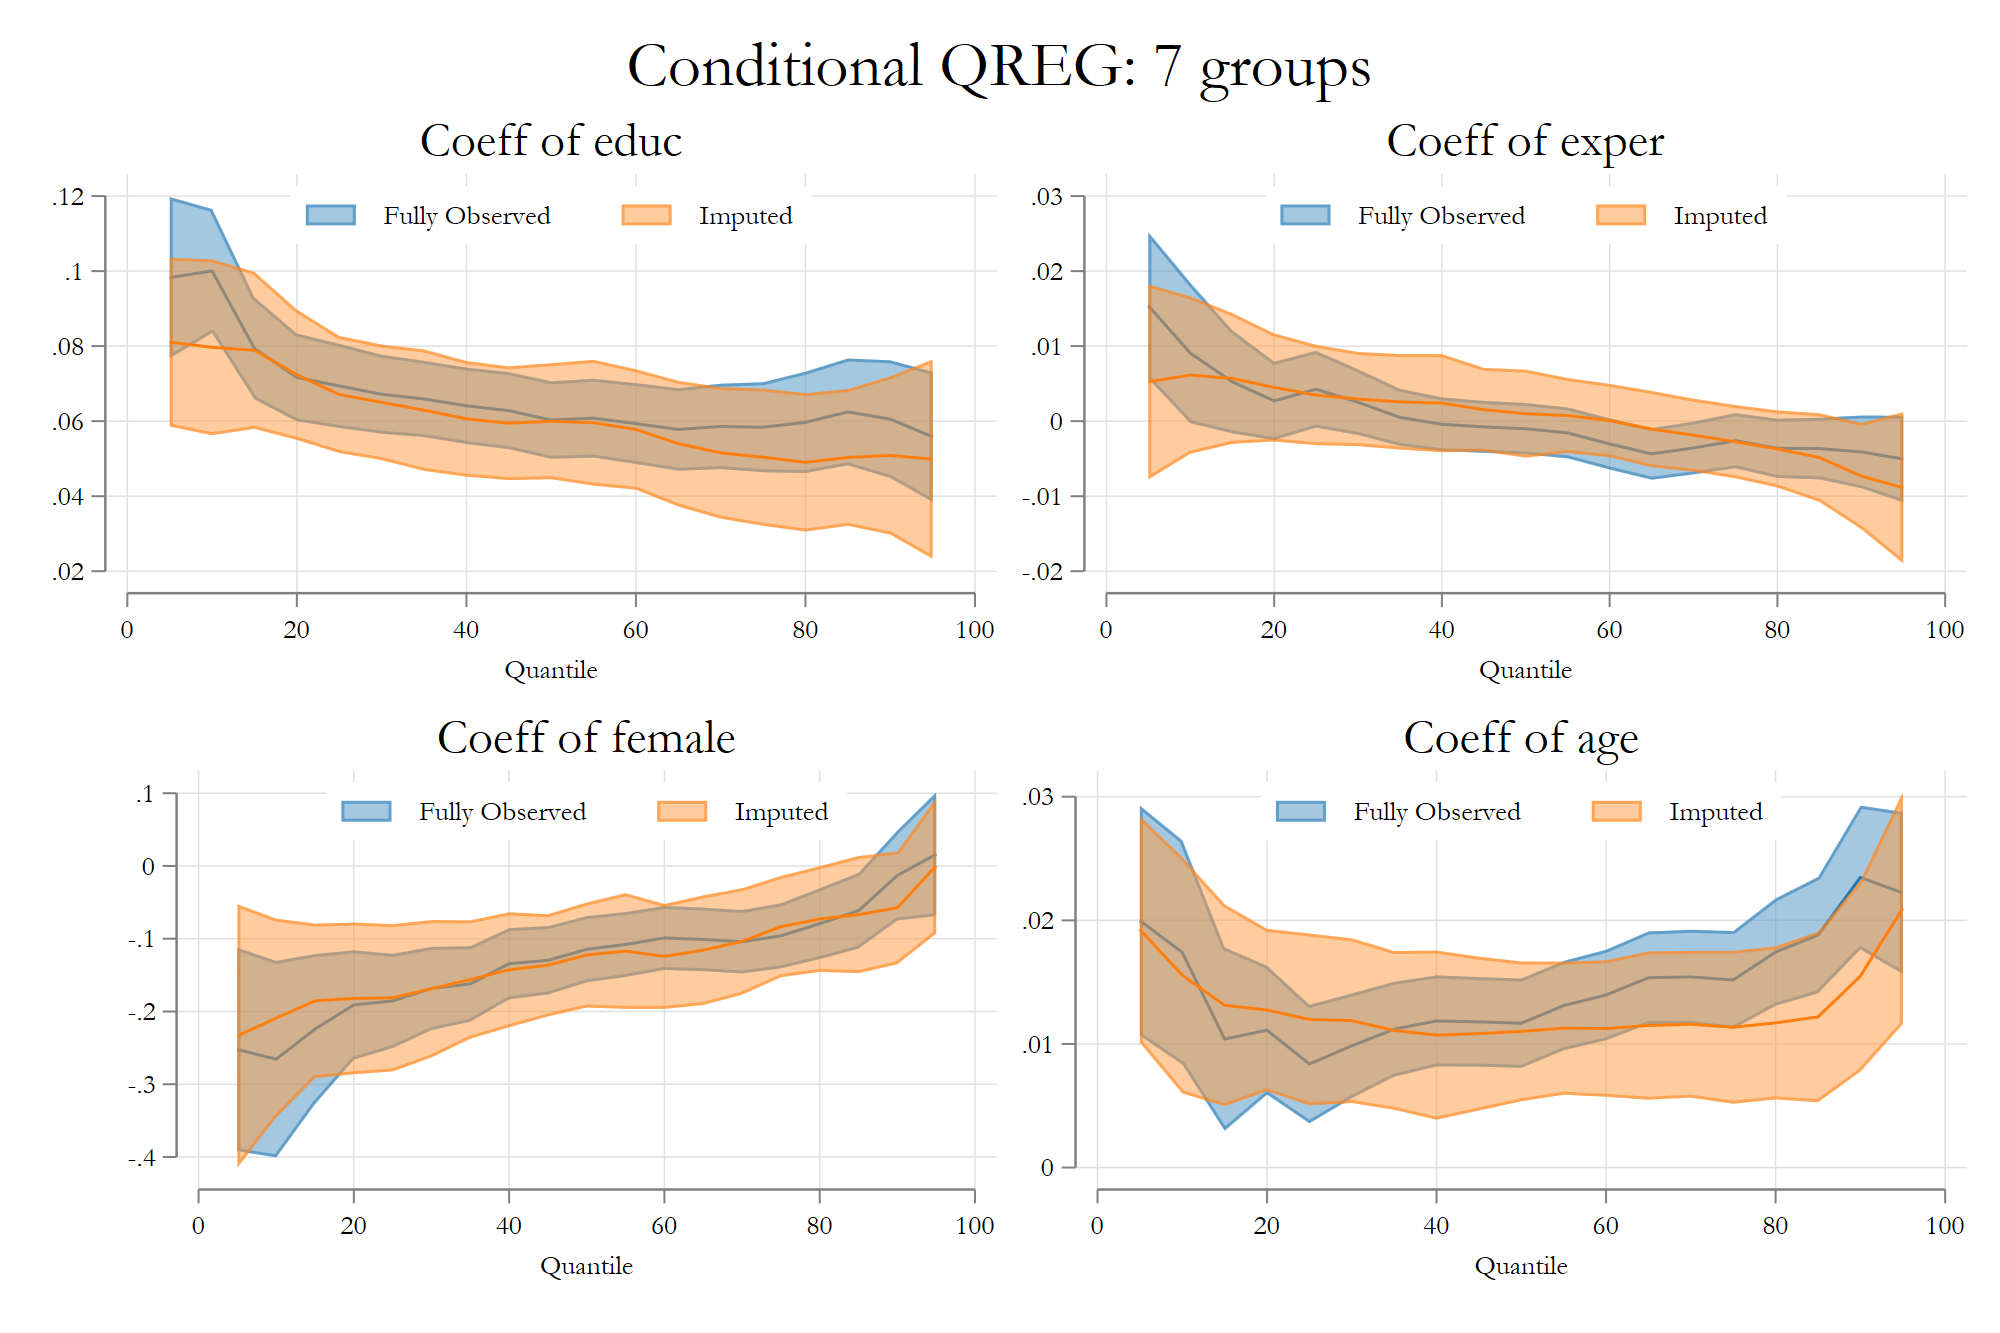 Conditional QREG: 7 groups
Coeff of educ
Fully Observed Imputed
.12
.1
.08
.06
.04
.02
0 20 40 60 80 100
Quantile
Coeff of exper
Fully Observed Imputed
.03
.02
.01
0
-.01
-.02
0 20 40 60 80 100
Quantile
Coeff of female
Fully Observed Imputed
.1
0
-.1
-.2
-.3
-.4
0 20 40 60 80 100
Quantile
Coeff of age
Fully Observed Imputed
.03
.02
.01
0
0 20 40 60 80 100
Quantile